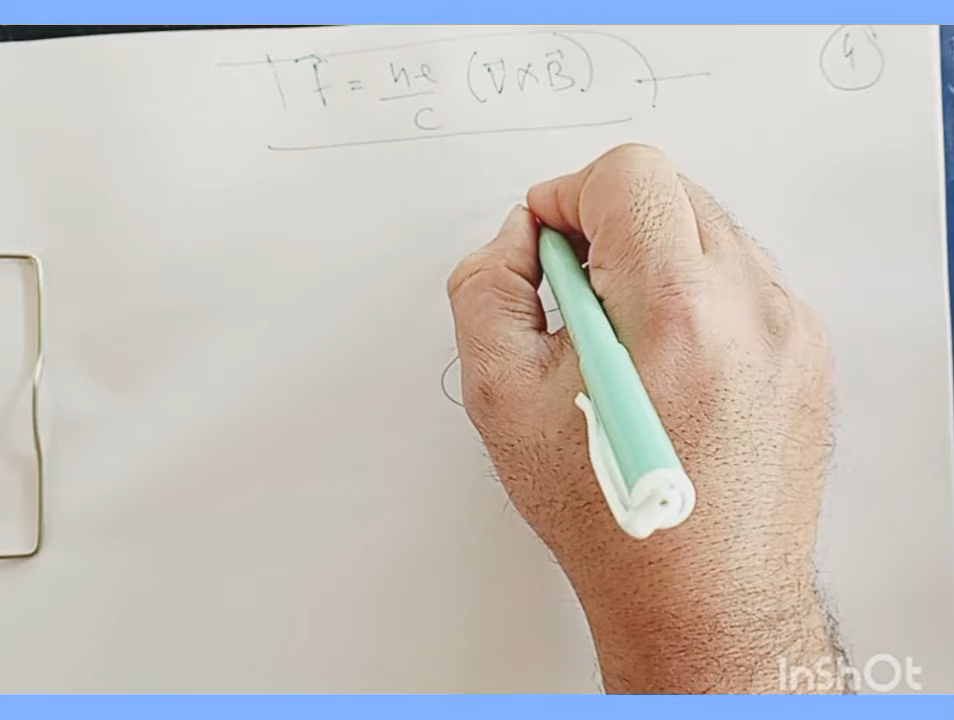 F⃗ = ne/c (∇ × B⃗)
4
InShOt